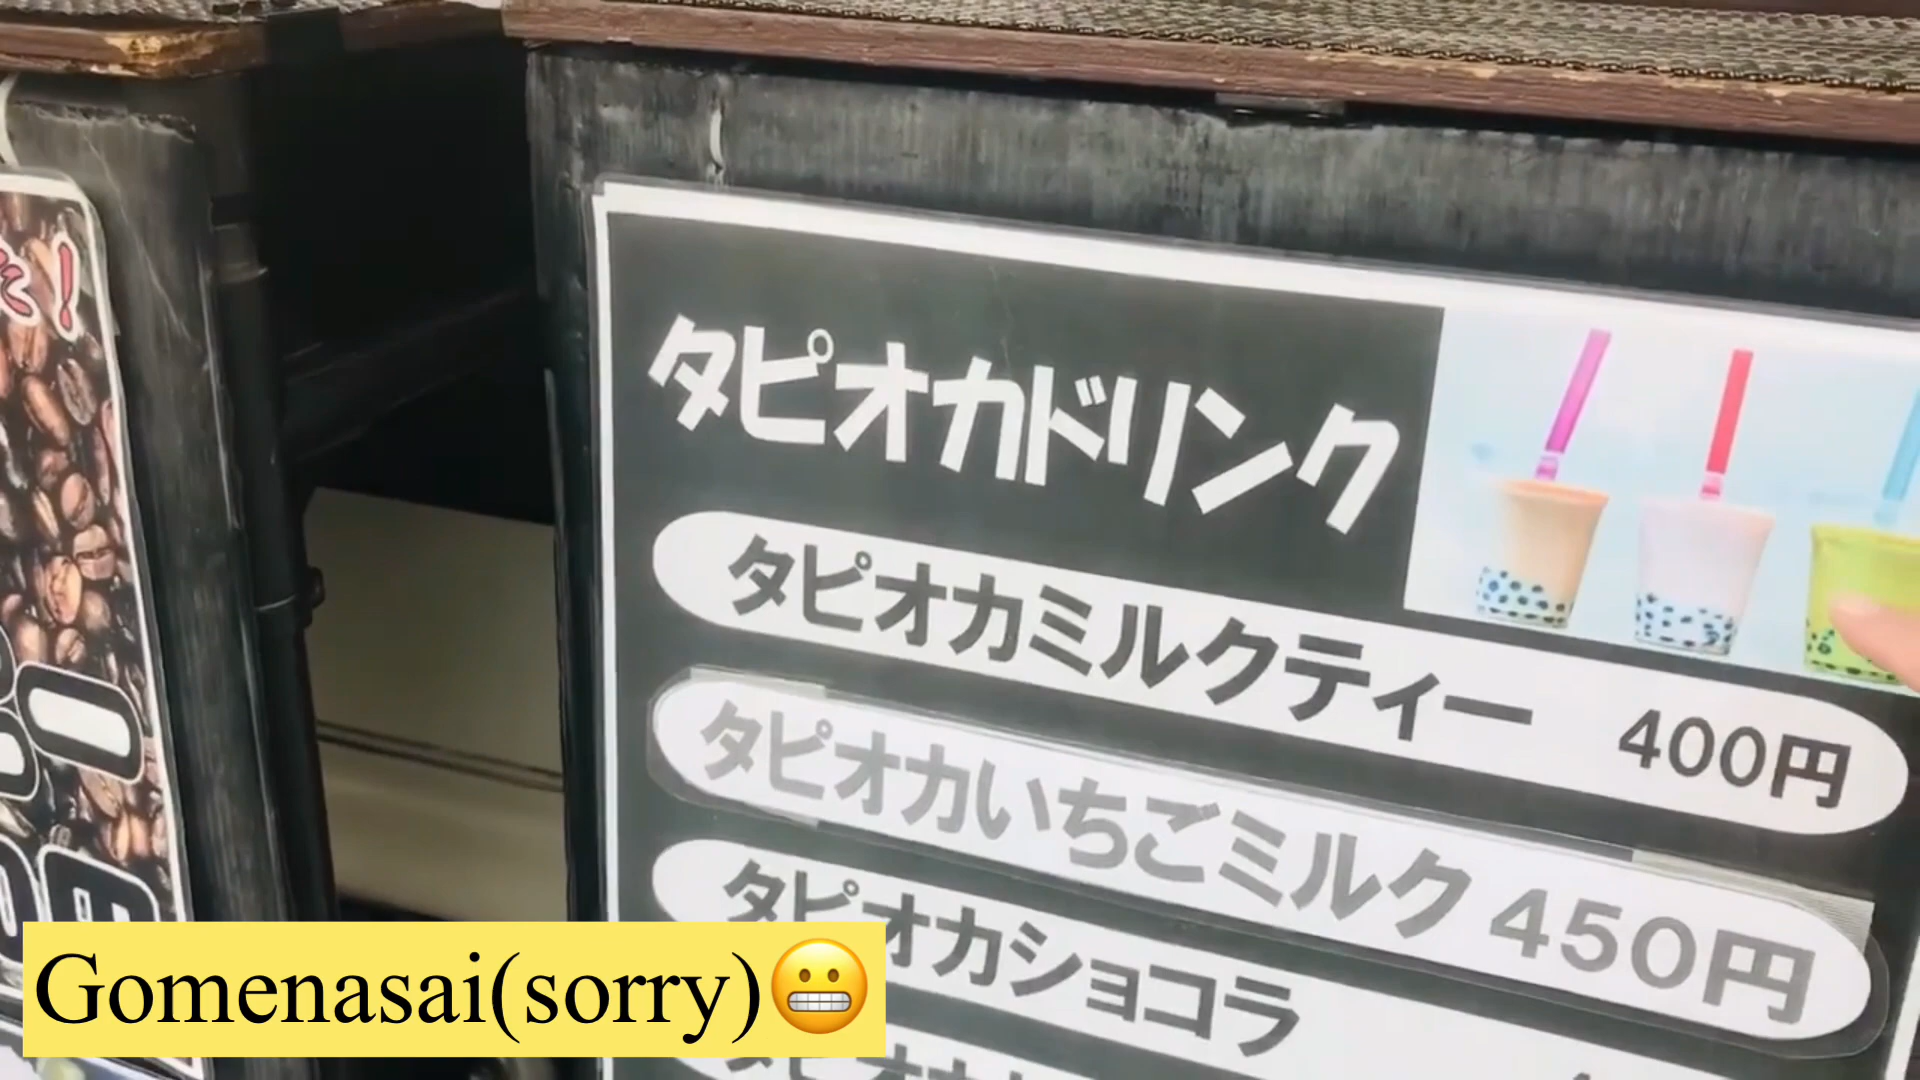 タピオカドリンク
タピオカミルクティー 400円
タピオカいちごミルク 450円
タピオカショコラ
Gomenasai(sorry)😬